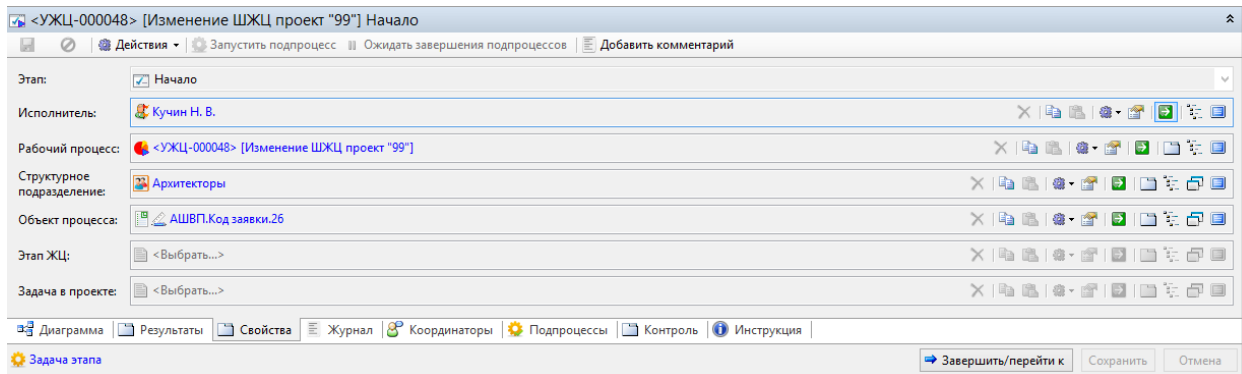 <УЖЦ-000048> [Изменение ШЖЦ проект "99"] Начало
Действия Запустить подпроцесс Ожидать завершения подпроцессов Добавить комментарий
Этап: Начало
Исполнитель: Кучин Н. В.
Рабочий процесс: <УЖЦ-000048> [Изменение ШЖЦ проект "99"]
Структурное
подразделение: Архитекторы
Объект процесса: АШВП.Код заявки.26
Этап ЖЦ: <Выбрать...>
Задача в проекте: <Выбрать...>
Диаграмма Результаты Свойства Журнал Координаторы Подпроцессы Контроль Инструкция
Задача этапа Завершить/перейти к Сохранить Отмена